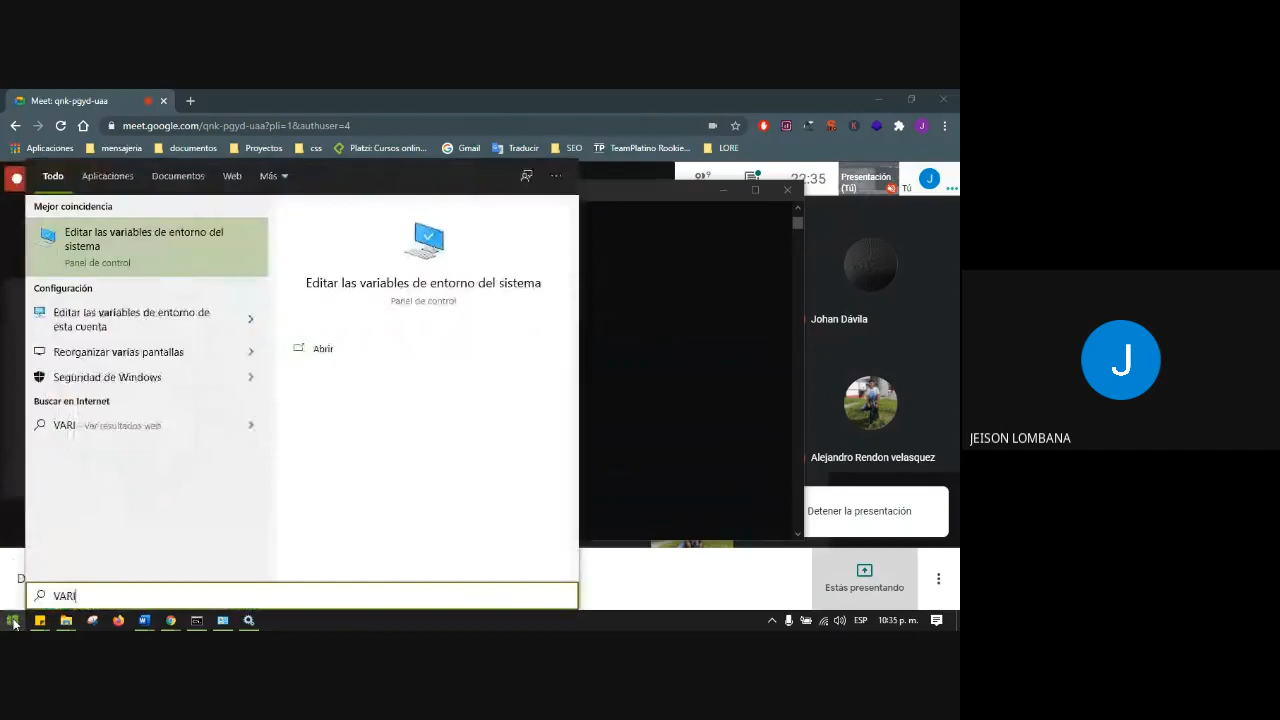 Meet: qnk-pgyd-uaa
meet.google.com/qnk-pgyd-uaa?pli=1&authuser=4
Aplicaciones mensajeria documentos Proyectos css Platzi: Cursos onlin... Gmail Traducir SEO TeamPlatino Rookie... LORE
Todo Aplicaciones Documentos Web Más
22:35
Presentación
(Tú)
Tú
J
Mejor coincidencia
Editar las variables de entorno del
sistema
Panel de control
Editar las variables de entorno del sistema
Panel de control
Abrir
Configuración
Editar las variables de entorno de
esta cuenta
Reorganizar varias pantallas
Seguridad de Windows
Buscar en Internet
VARI - Ver resultados web
Johan Dávila
Alejandro Rendon velasquez
Detener la presentación
Estás presentando
D
VARI
ESP 10:35 p. m.
J
JEISON LOMBANA